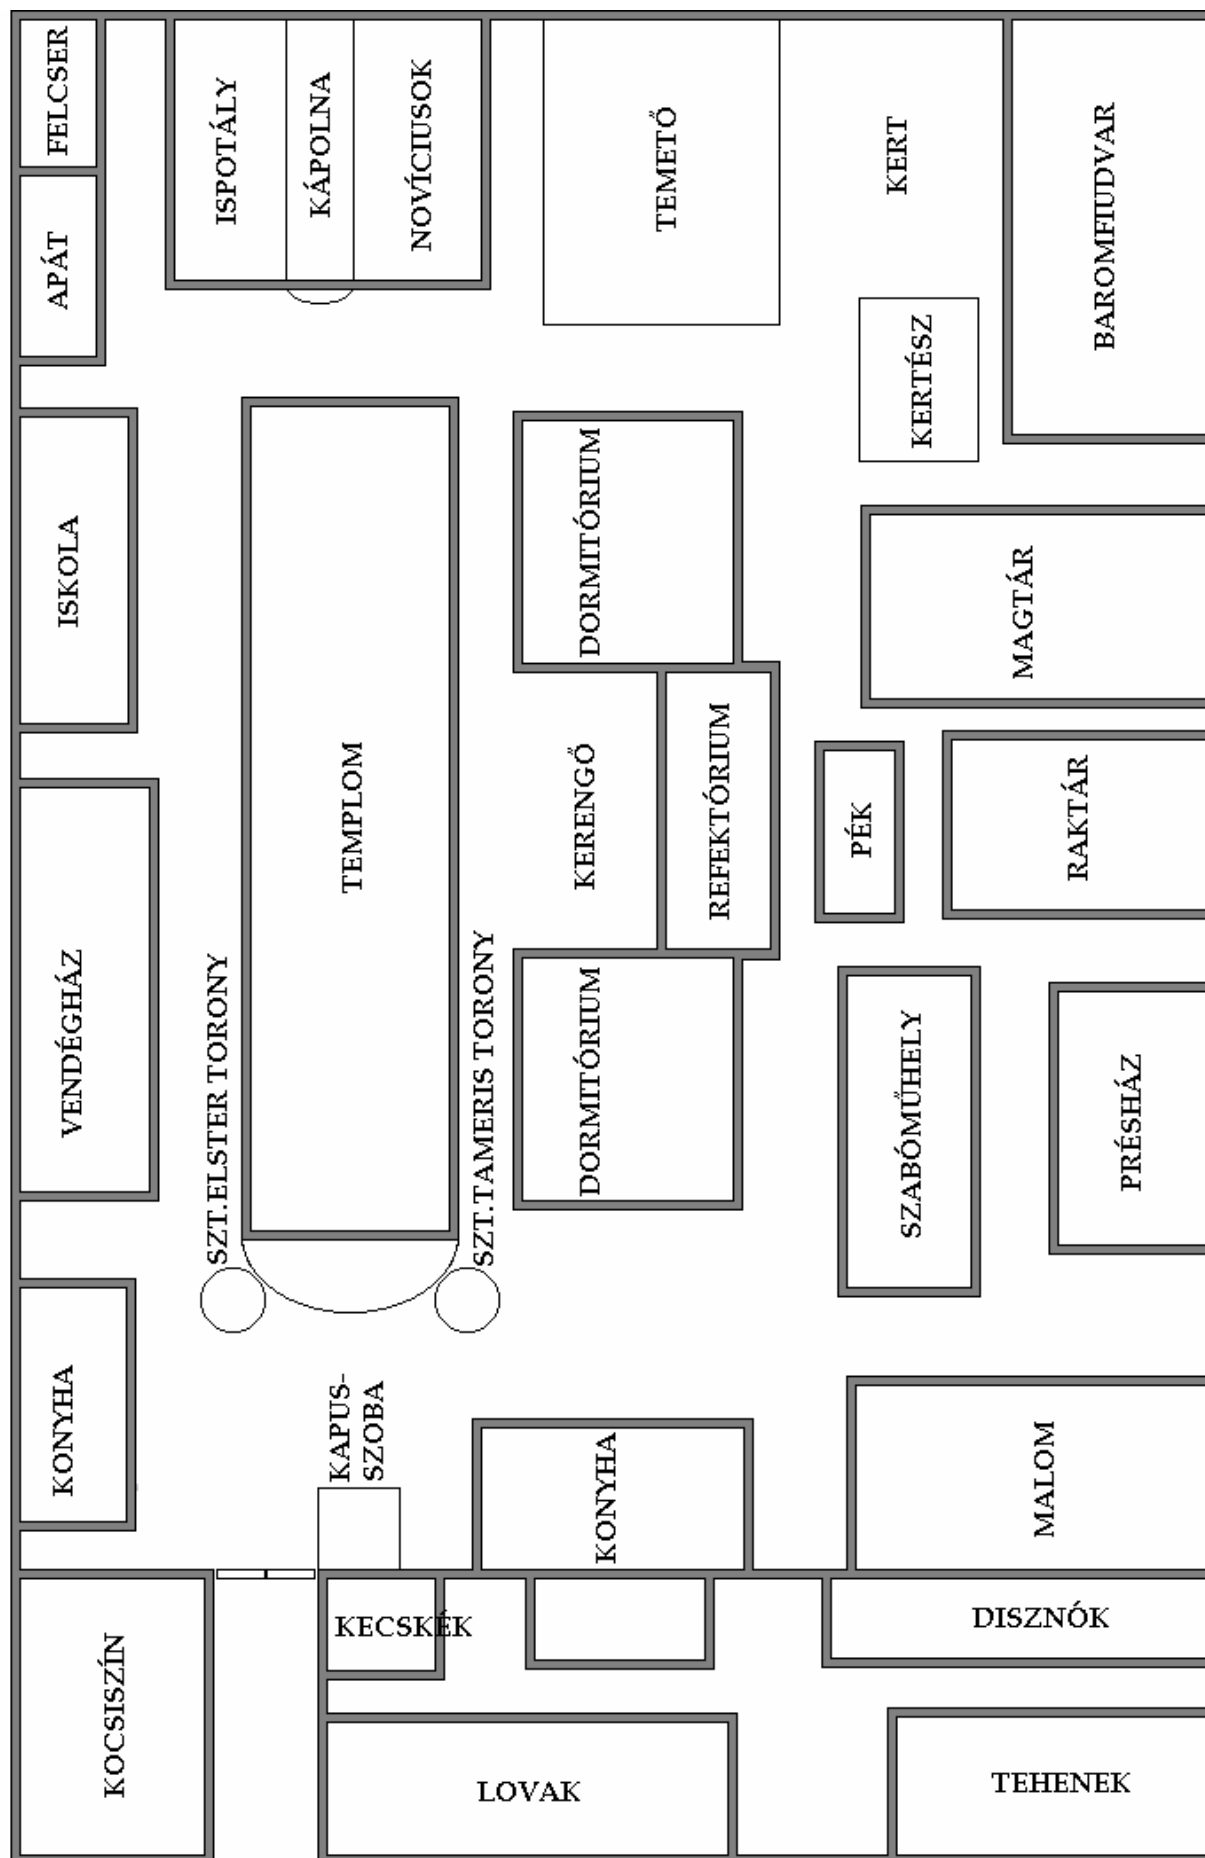 FELCSER
ISPOTÁLY
KÁPOLNA
NOVÍCIUSOK
TEMETŐ
KERT
BAROMFIUDVAR
APÁT
KERTÉSZ
ISKOLA
DORMITÓRIUM
MAGTÁR
TEMPLOM
KERENGŐ
REFEKTÓRIUM
PÉK
RAKTÁR
VENDÉGHÁZ
SZT.ELSTER TORONY
SZT.TAMERIS TORONY
DORMITÓRIUM
SZABÓMŰHELY
PRÉSHÁZ
KONYHA
KAPUS-
SZOBA
KONYHA
MALOM
KECSKÉK
DISZNÓK
KOCSISZÍN
LOVAK
TEHENEK